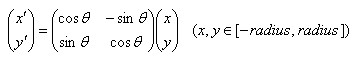 (x′ y′) = (cos θ −sin θ sin θ cos θ)(x y) (x, y ∈ [−radius, radius])